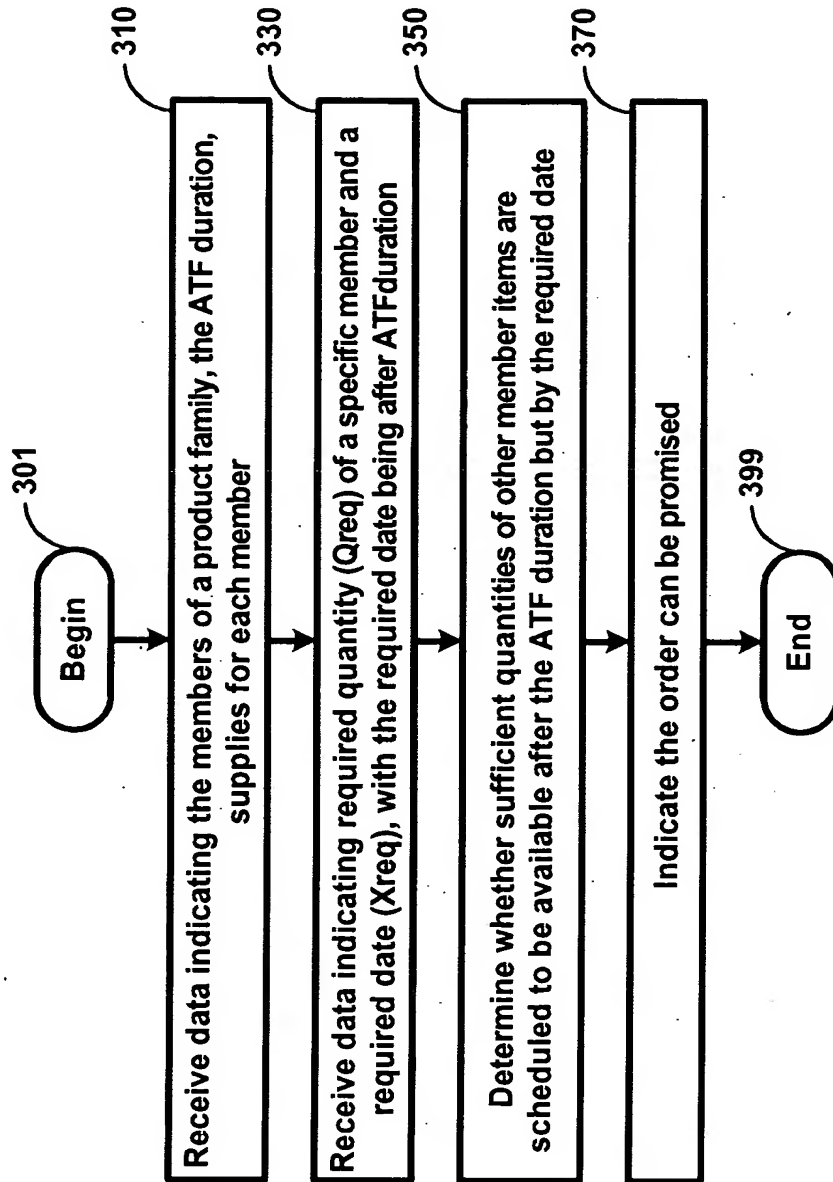 301
Begin
310
Receive data indicating the members of a product family, the ATF duration,
supplies for each member
330
Receive data indicating required quantity (Qreq) of a specific member and a
required date (Xreq), with the required date being after ATFduration
350
Determine whether sufficient quantities of other member items are
scheduled to be available after the ATF duration but by the required date
370
Indicate the order can be promised
399
End